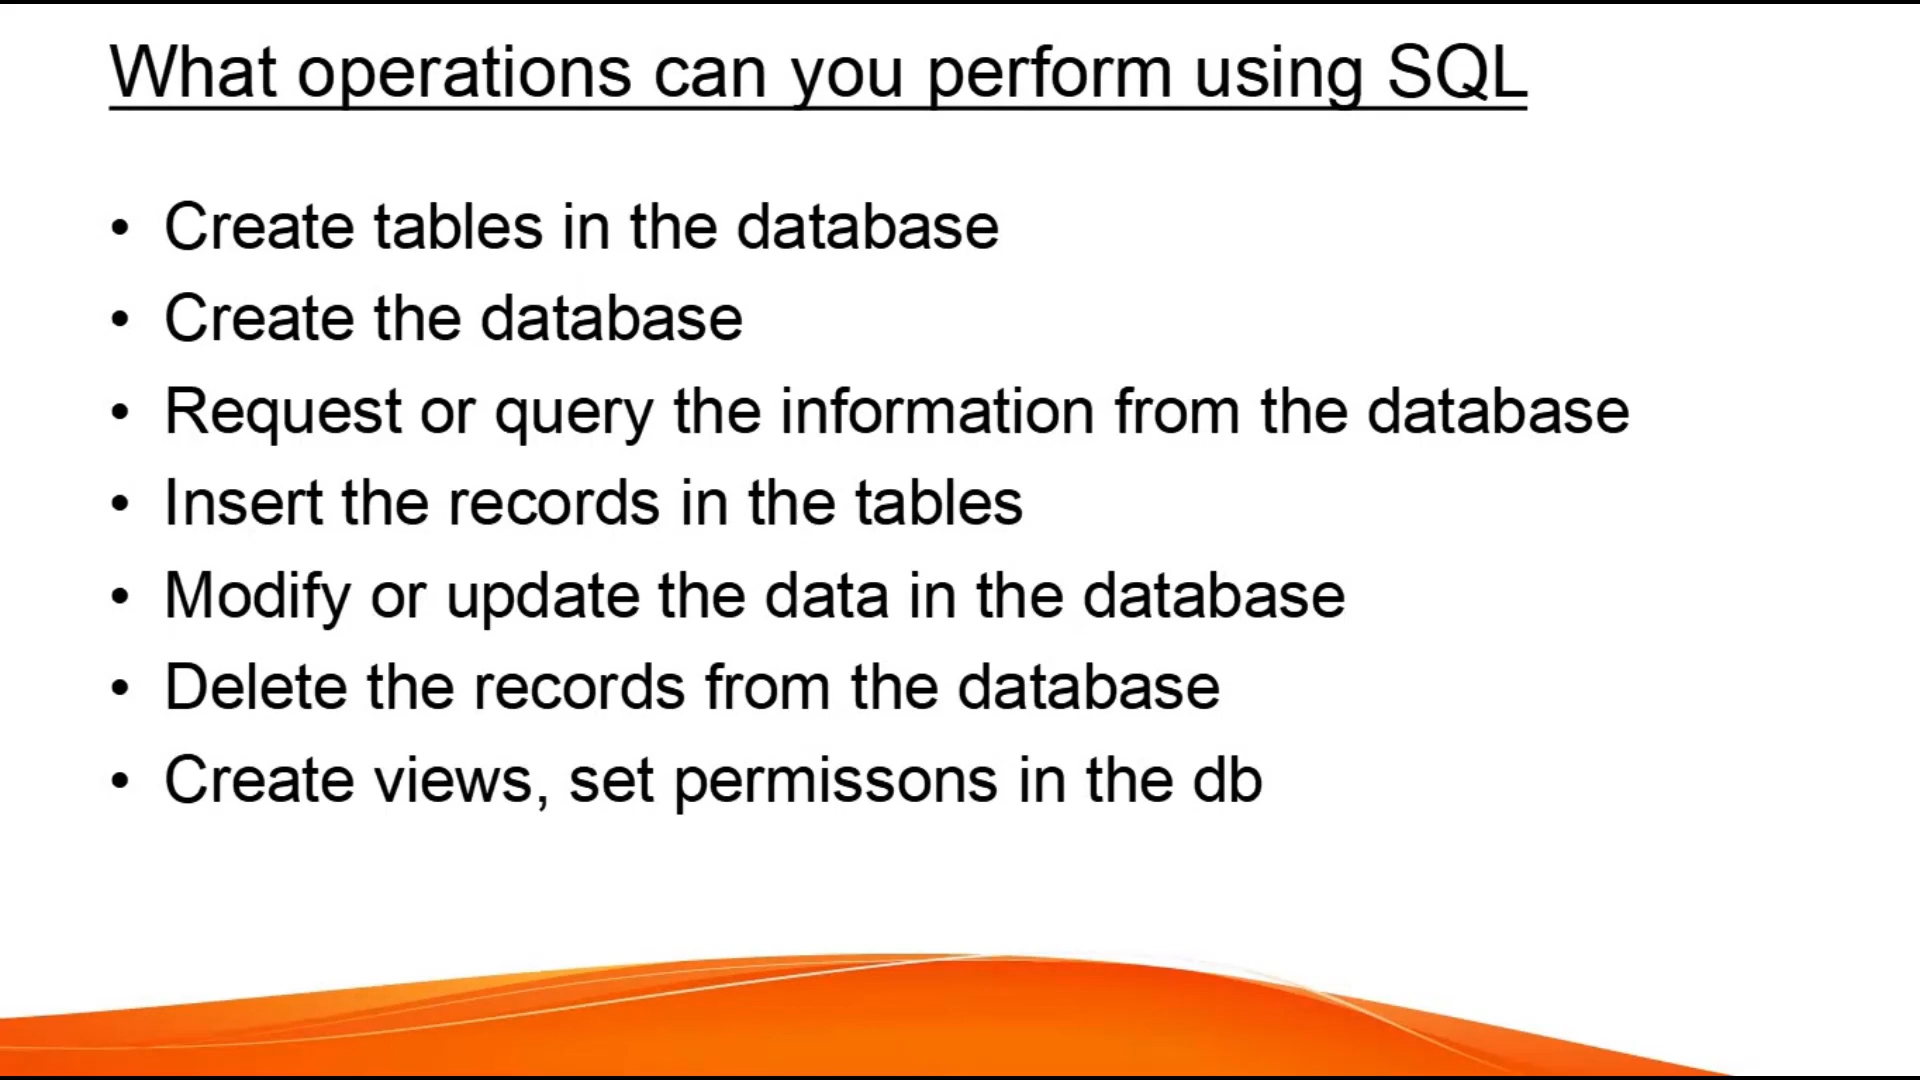 What operations can you perform using SQL
• Create tables in the database
• Create the database
• Request or query the information from the database
• Insert the records in the tables
• Modify or update the data in the database
• Delete the records from the database
• Create views, set permissons in the db